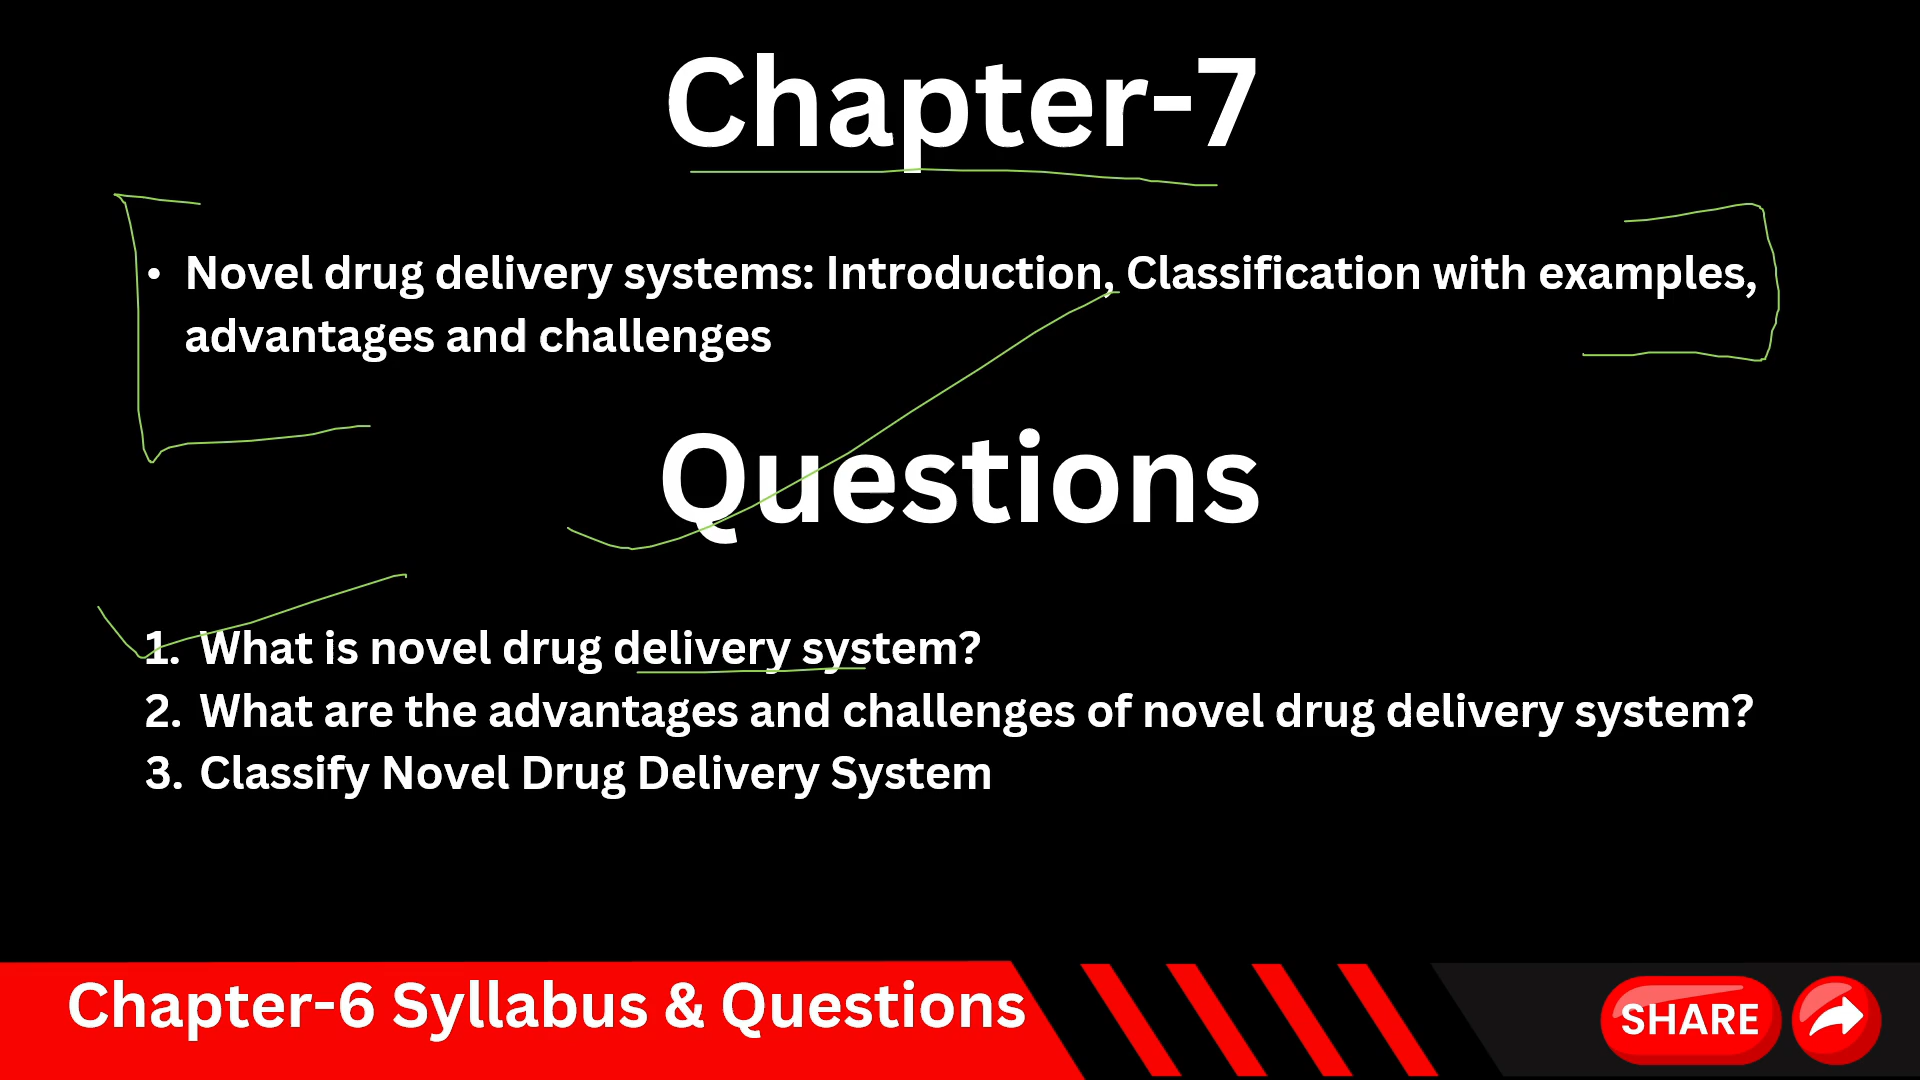 Chapter-7
• Novel drug delivery systems: Introduction, Classification with examples,
advantages and challenges
Questions
1. What is novel drug delivery system?
2. What are the advantages and challenges of novel drug delivery system?
3. Classify Novel Drug Delivery System
Chapter-6 Syllabus & Questions
SHARE